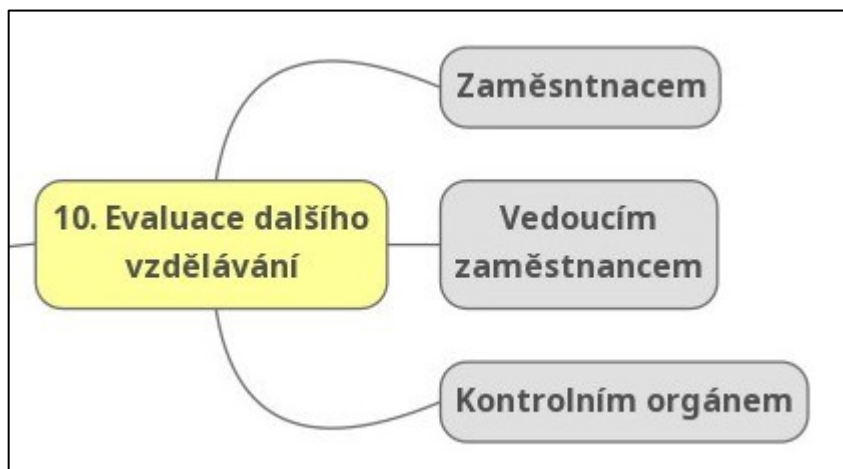 Zaměsntnacem
10. Evaluace dalšího
vzdělávání
Vedoucím
zaměstnancem
Kontrolním orgánem